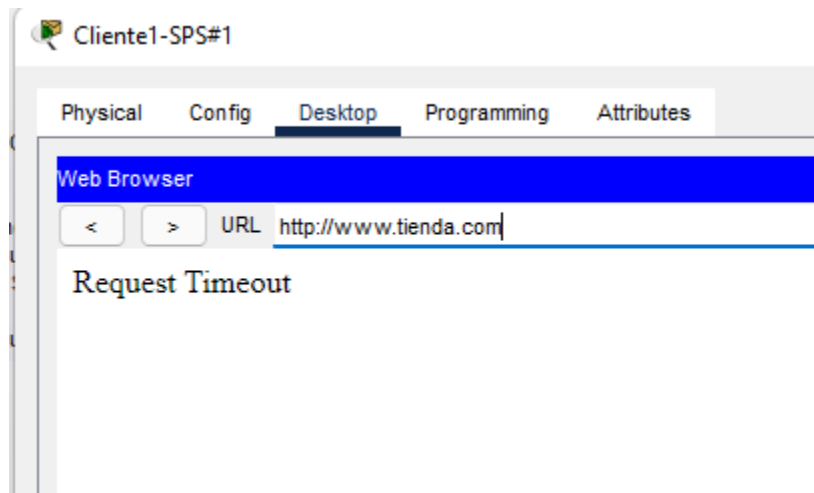 Cliente1-SPS#1
Physical Config Desktop Programming Attributes
Web Browser
< > URL http://www.tienda.com
Request Timeout